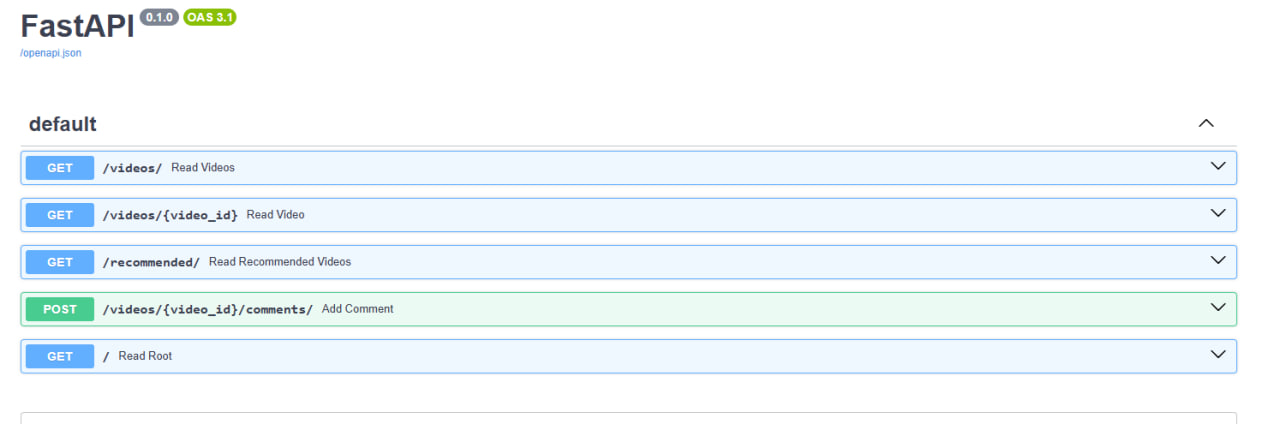 FastAPI 0.1.0 OAS 3.1
/openapi.json
default
GET /videos/ Read Videos
GET /videos/{video_id} Read Video
GET /recommended/ Read Recommended Videos
POST /videos/{video_id}/comments/ Add Comment
GET / Read Root